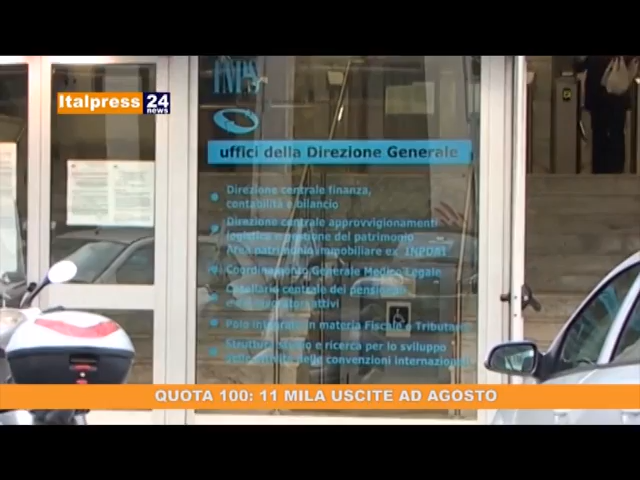 INPS
Italpress 24
news
uffici della Direzione Generale
Direzione centrale finanza,
contabilità e bilancio
Direzione centrale approvvigionamenti
logistica e gestione del patrimonio
Area patrimonio immobiliare ex INPDAI
Coordinamento Generale Medico Legale
Casellario centrale dei pensionati
e dei lavoratori attivi
Polo integrato in materia Fiscale e Tributaria
Struttura studio e ricerca per lo sviluppo
delle convenzioni internazionali
QUOTA 100: 11 MILA USCITE AD AGOSTO